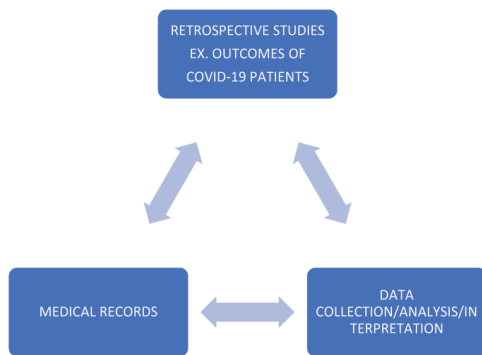 RETROSPECTIVE STUDIES
EX. OUTCOMES OF
COVID-19 PATIENTS
MEDICAL RECORDS
DATA
COLLECTION/ANALYSIS/IN
TERPRETATION